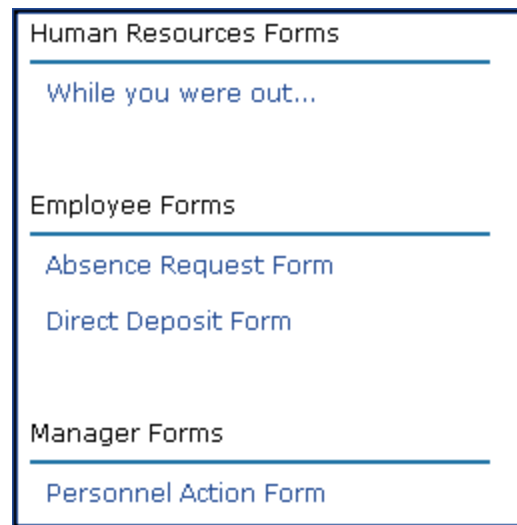 Human Resources Forms
While you were out...
Employee Forms
Absence Request Form
Direct Deposit Form
Manager Forms
Personnel Action Form